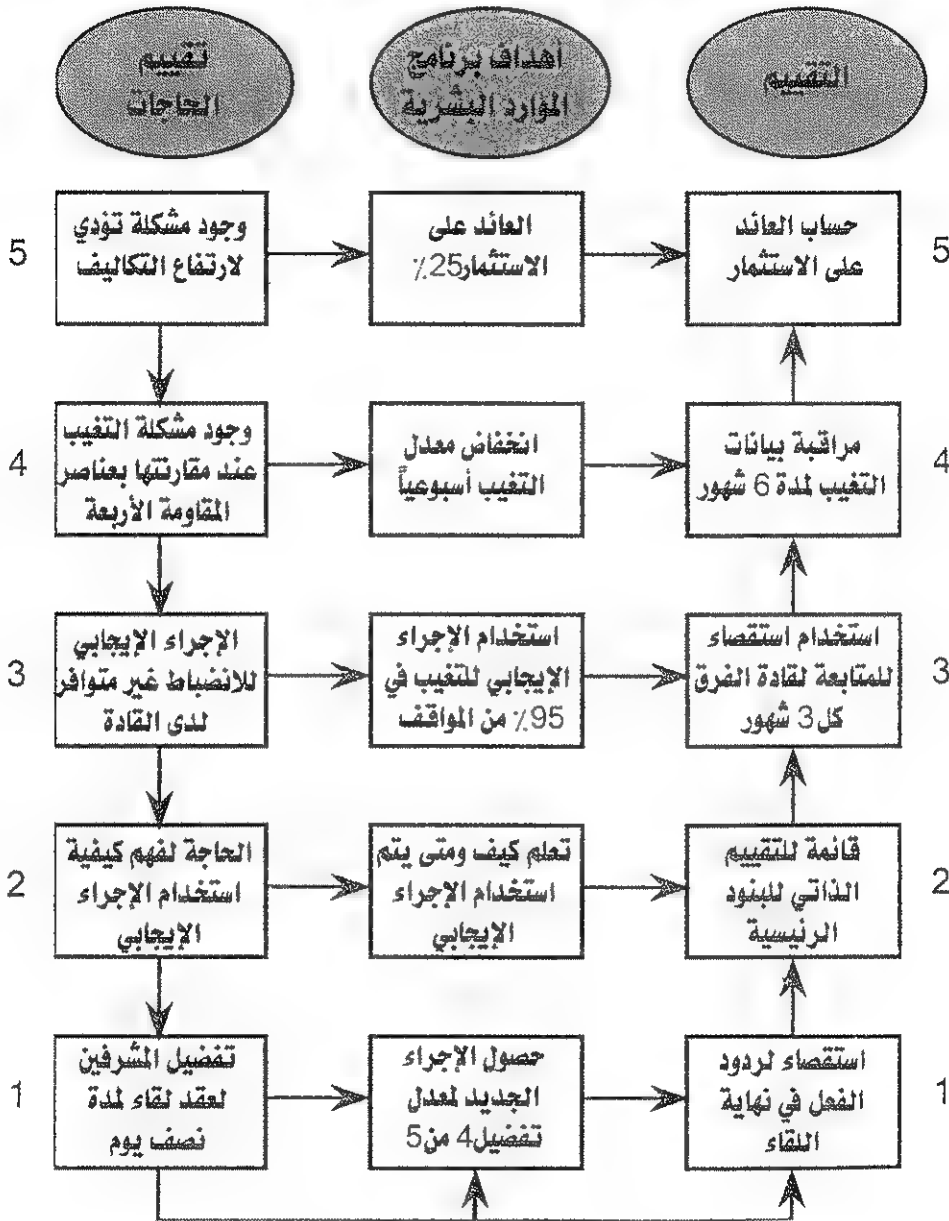 تقييم
الحاجات
اهداف برنامج
الموارد البشرية
التقييم
5
وجود مشكلة تؤدي
لارتفاع التكاليف
العائد على
الاستثمار25٪
حساب العائد
على الاستثمار
5
4
وجود مشكلة التغيب
عند مقارنتها بعناصر
المقاومة الأربعة
انخفاض معدل
التغيب أسبوعياً
مراقبة بيانات
التغيب لمدة 6 شهور
4
3
الإجراء الإيجابي
للانضباط غير متوافر
لدى القادة
استخدام الإجراء
الإيجابي للتغيب في
95٪ من المواقف
استخدام استقصاء
للمتابعة لقادة الفرق
كل 3 شهور
3
2
الحاجة لفهم كيفية
استخدام الإجراء
الإيجابي
تعلم كيف ومتى يتم
استخدام الإجراء
الإيجابي
قائمة للتقييم
الذاتي للبنود
الرئيسية
2
1
تفضيل المشرفين
لعقد لقاء لمدة
نصف يوم
حصول الإجراء
الجديد لمعدل
تفضيل 4 من 5
استقصاء لردود
الفعل في نهاية
اللقاء
1